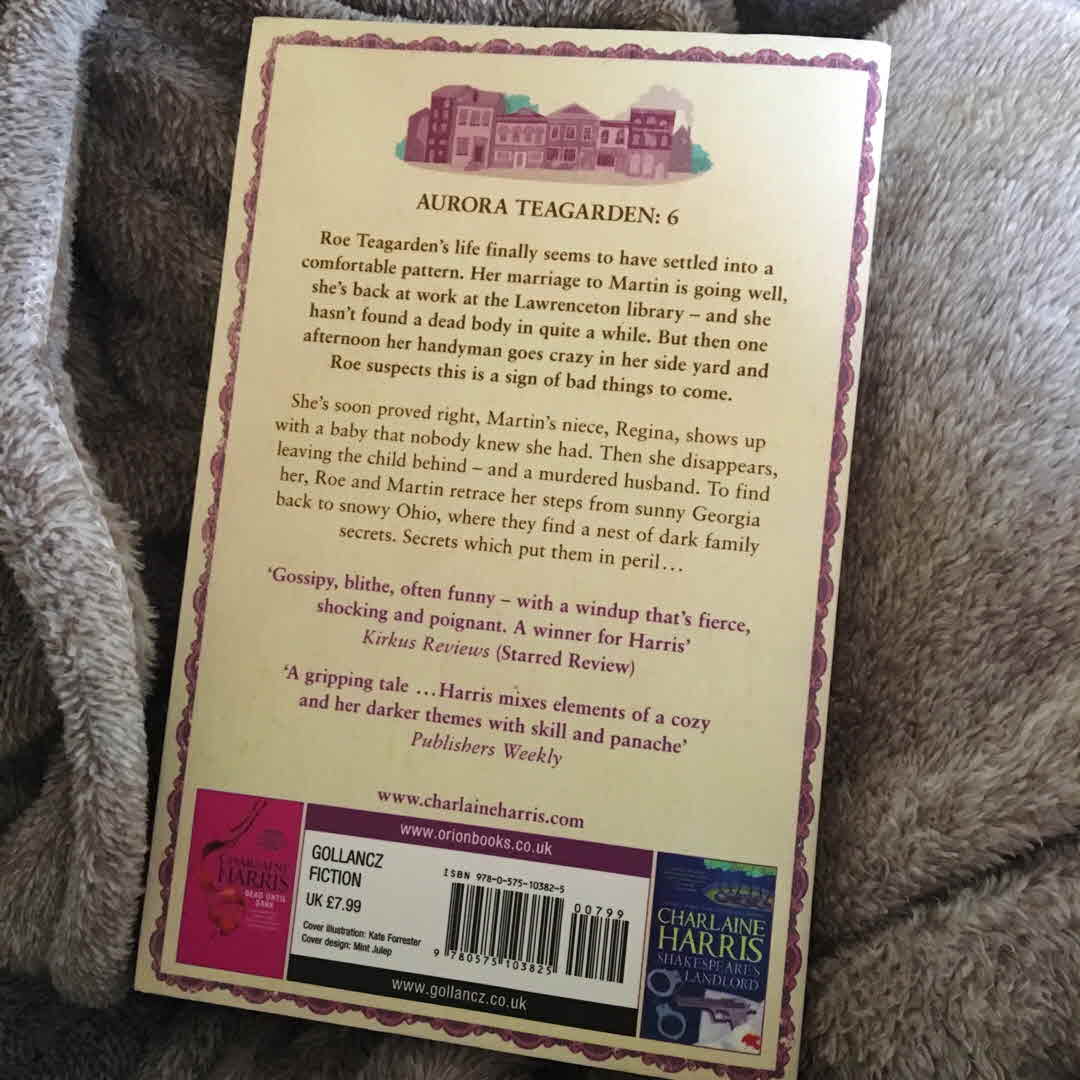 AURORA TEAGARDEN: 6
Roe Teagarden's life finally seems to have settled into a
comfortable pattern. Her marriage to Martin is going well,
she's back at work at the Lawrenceton library – and she
hasn't found a dead body in quite a while. But then one
afternoon her handyman goes crazy in her side yard and
Roe suspects this is a sign of bad things to come.
She's soon proved right, Martin's niece, Regina, shows up
with a baby that nobody knew she had. Then she disappears,
leaving the child behind – and a murdered husband. To find
her, Roe and Martin retrace her steps from sunny Georgia
back to snowy Ohio, where they find a nest of dark family
secrets. Secrets which put them in peril…
'Gossipy, blithe, often funny – with a windup that's fierce,
shocking and poignant. A winner for Harris'
Kirkus Reviews (Starred Review)
'A gripping tale …Harris mixes elements of a cozy
and her darker themes with skill and panache'
Publishers Weekly
www.charlaineharris.com
www.orionbooks.co.uk
CHARLAINE
HARRIS
DEAD UNTIL
DARK
GOLLANCZ
FICTION
UK £7.99
Cover illustration: Kate Forrester
Cover design: Mint Julep
ISBN 978-0-575-10382-5
00799
9 780575 103825
www.gollancz.co.uk
CHARLAINE
HARRIS
SHAKESPEARE'S
LANDLORD